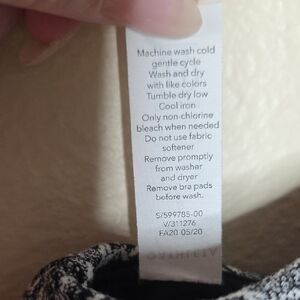 Machine wash cold
gentle cycle
Wash and dry
with like colors
Tumble dry low
Cool iron
Only non-chlorine
bleach when needed
Do not use fabric
softener
Remove promptly
from washer
and dryer
Remove bra pads
before wash.
S/599785-00
V/311276
FA20 05/20